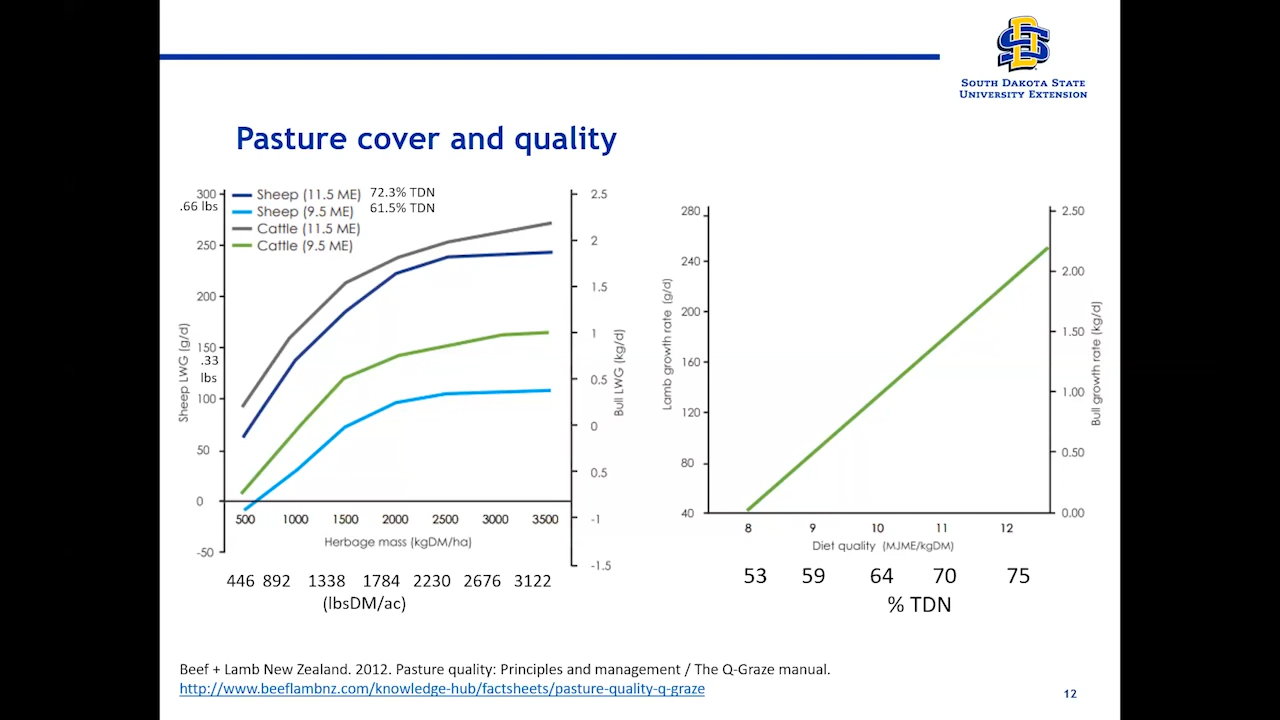 SOUTH DAKOTA STATE
UNIVERSITY EXTENSION
Pasture cover and quality
Sheep (11.5 ME) 72.3% TDN
Sheep (9.5 ME) 61.5% TDN
Cattle (11.5 ME)
Cattle (9.5 ME)
300
.66 lbs
250
200
150
.33
lbs
100
50
0
-50
Sheep LWG (g/d)
2.5
2
1.5
1
0.5
0
0.5
-1
-1.5
Bull LWG (kg/d)
500 1000 1500 2000 2500 3000 3500
Herbage mass (kgDM/ha)
446 892 1338 1784 2230 2676 3122
(lbsDM/ac)
280
240
200
160
120
80
40
Lamb growth rate (g/d)
2.50
2.00
1.50
1.00
0.50
0.00
Bull growth rate (kg/d)
8 9 10 11 12
Diet quality (MJME/kgDM)
53 59 64 70 75
% TDN
Beef + Lamb New Zealand. 2012. Pasture quality: Principles and management / The Q-Graze manual.
http://www.beeflambnz.com/knowledge-hub/factsheets/pasture-quality-q-graze
12